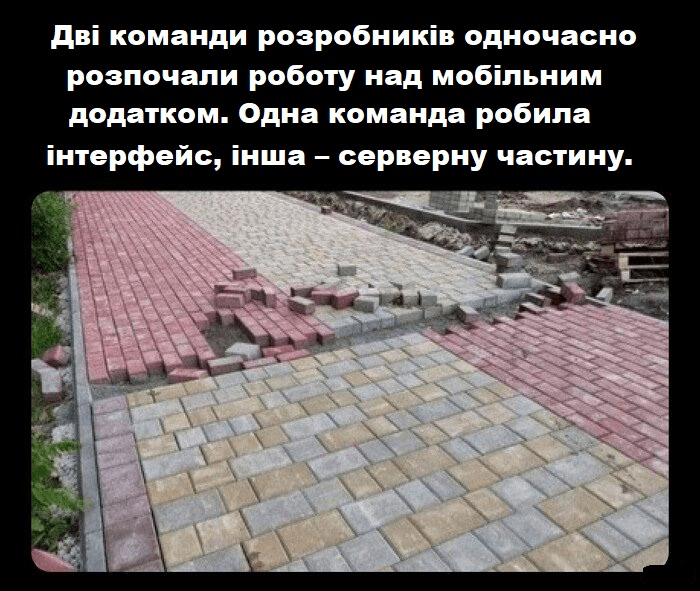 Дві команди розробників одночасно
розпочали роботу над мобільним
додатком. Одна команда робила
інтерфейс, інша – серверну частину.